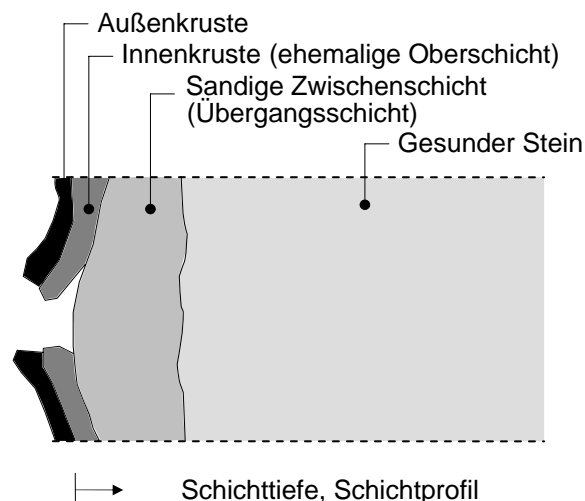 Außenkruste
Innenkruste (ehemalige Oberschicht)
Sandige Zwischenschicht
(Übergangsschicht)
Gesunder Stein
Schichttiefe, Schichtprofil